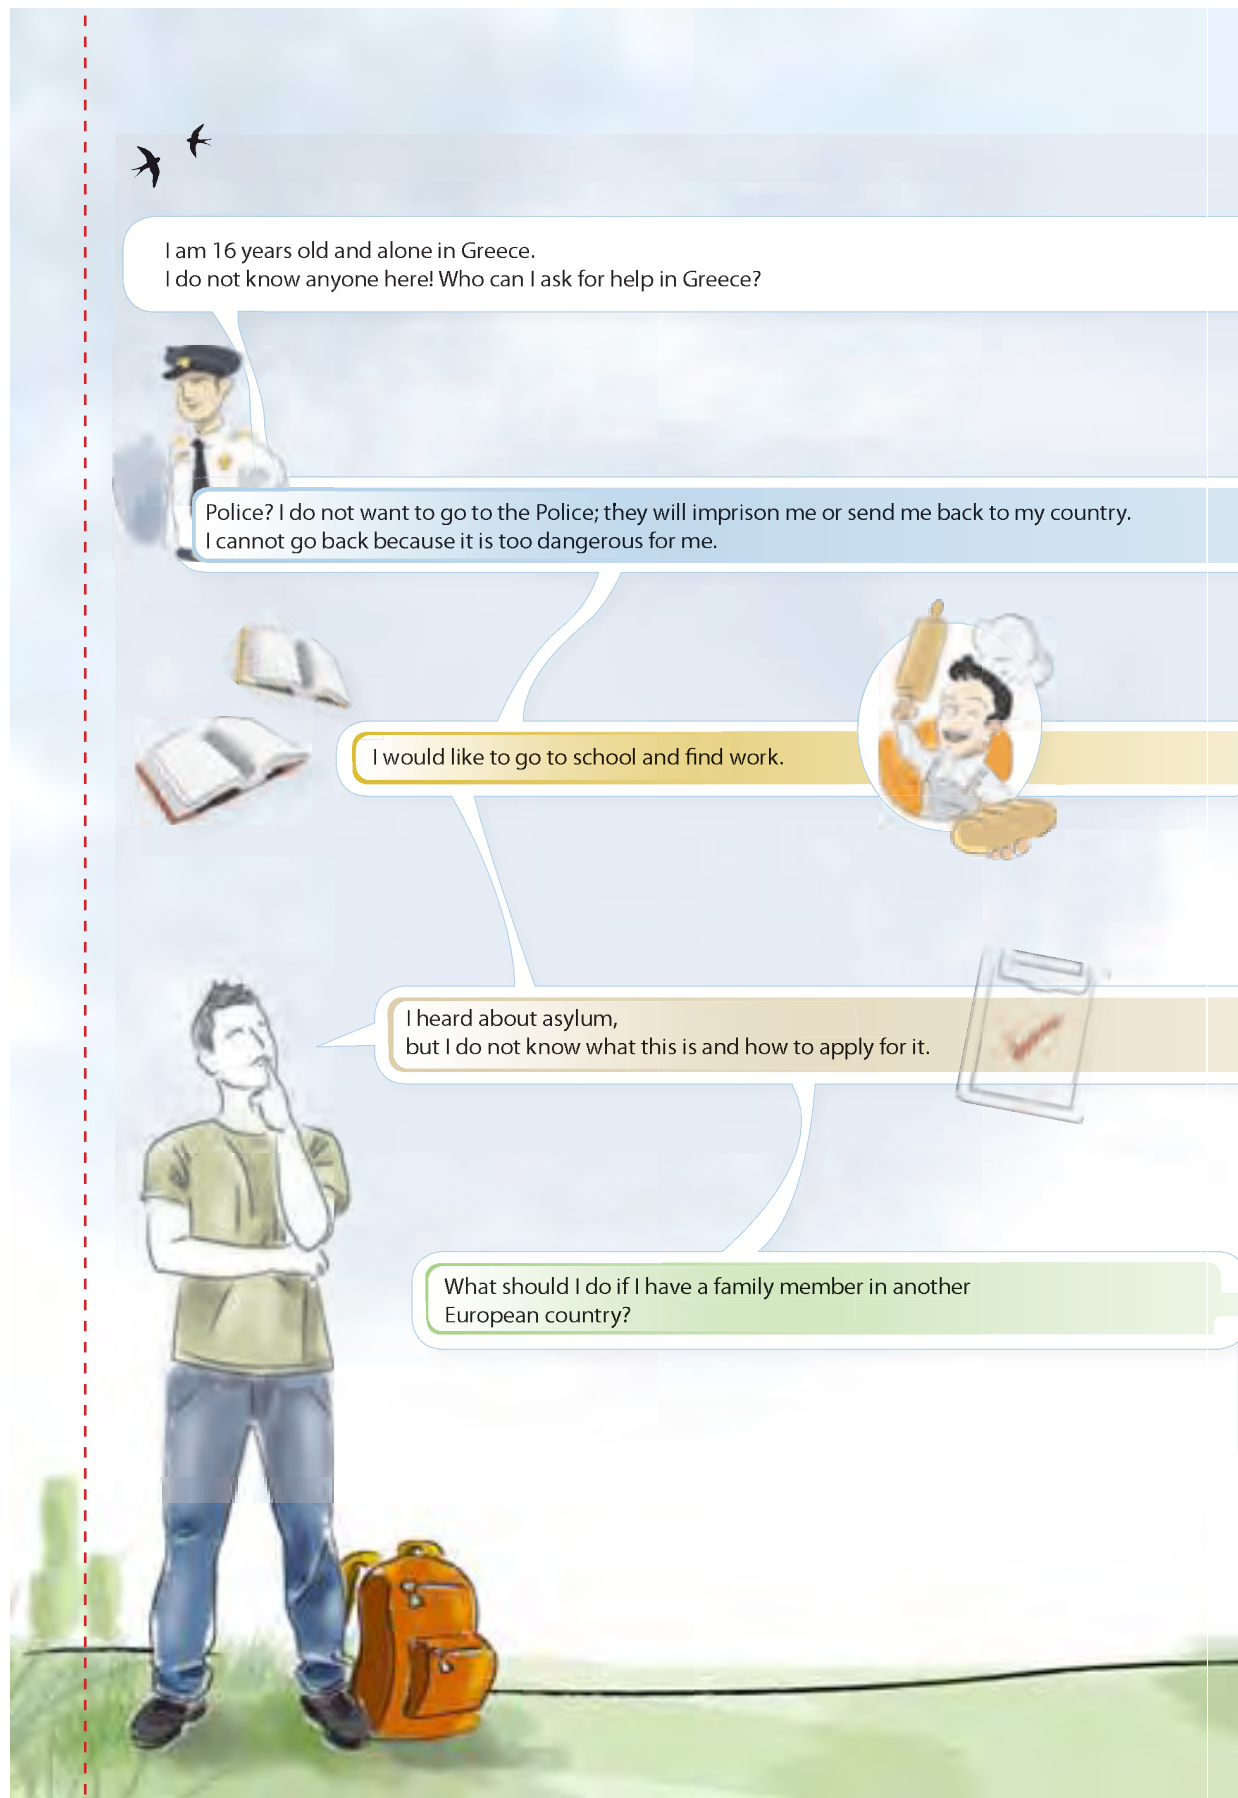 I am 16 years old and alone in Greece.
I do not know anyone here! Who can I ask for help in Greece?
Police? I do not want to go to the Police; they will imprison me or send me back to my country.
I cannot go back because it is too dangerous for me.
I would like to go to school and find work.
I heard about asylum,
but I do not know what this is and how to apply for it.
What should I do if I have a family member in another
European country?